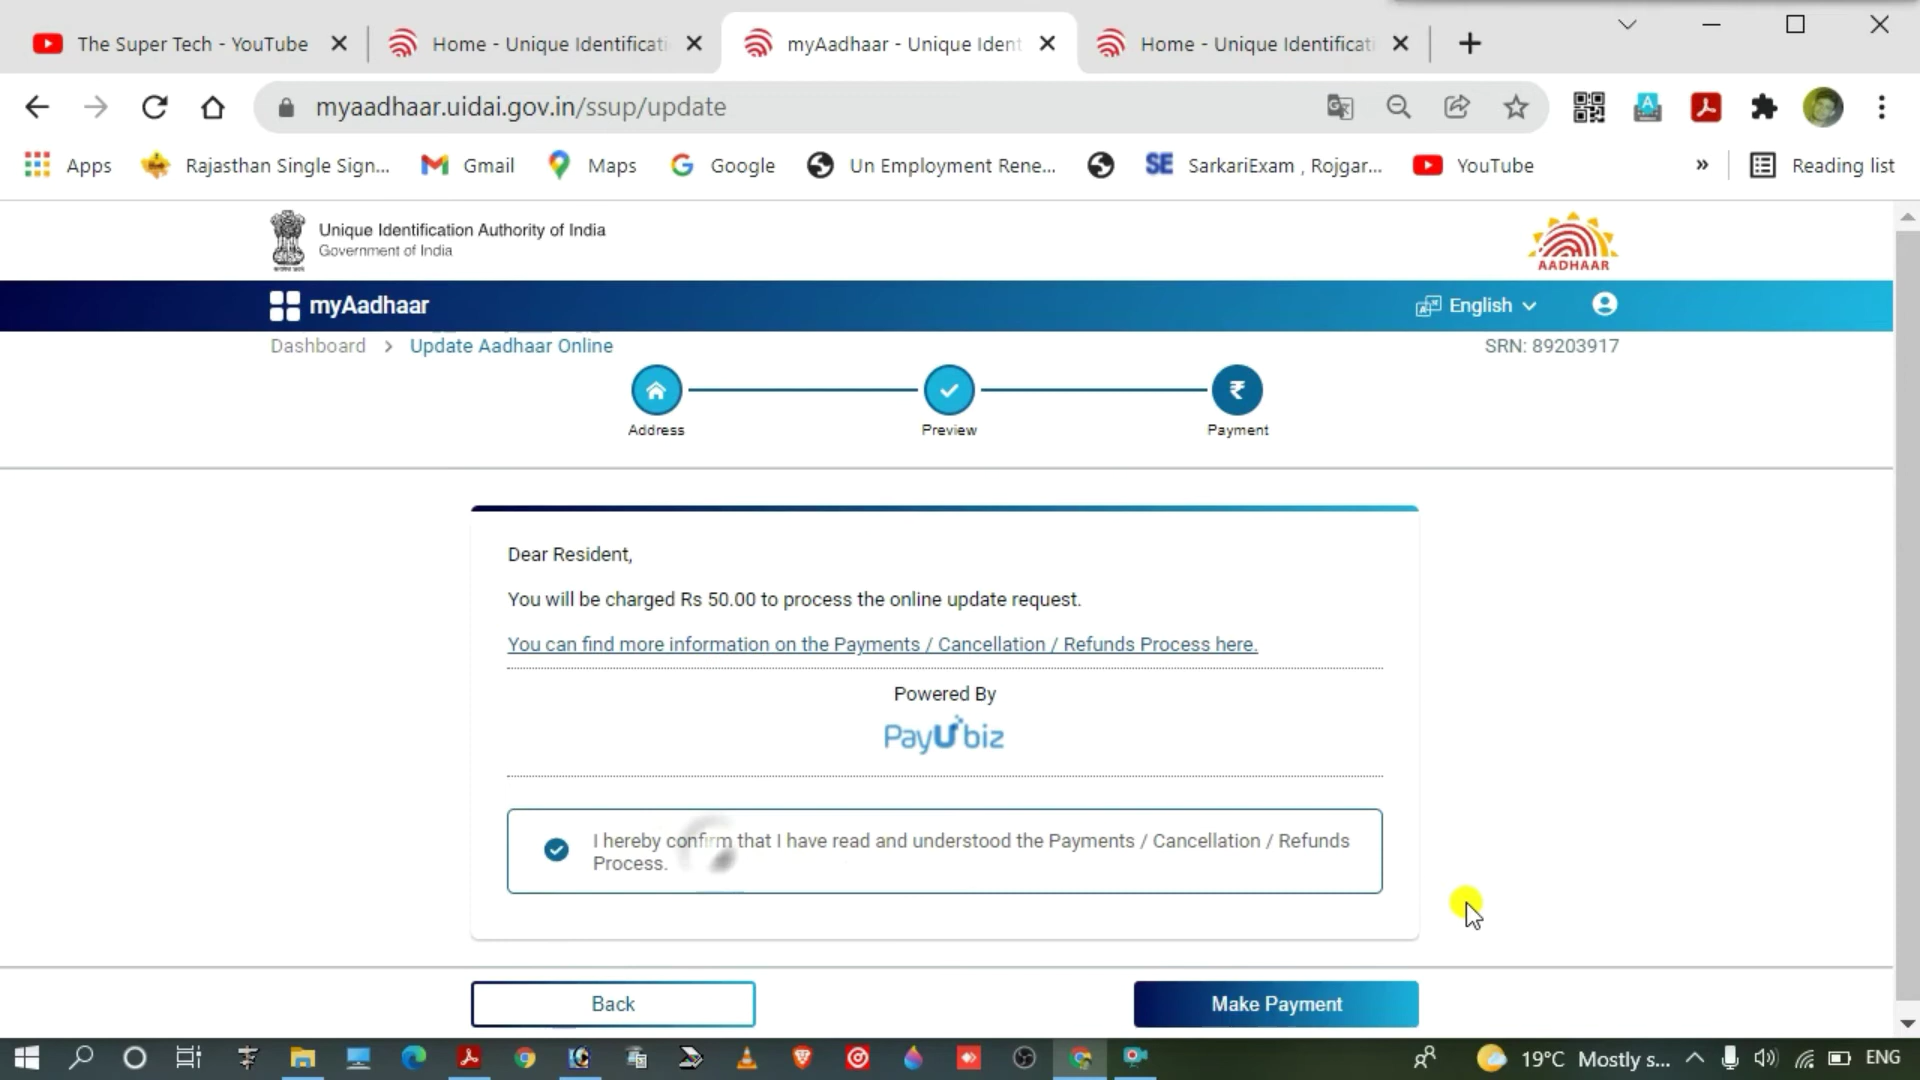 The Super Tech - YouTube
Home - Unique Identificati
myAadhaar - Unique Ident
Home - Unique Identificati
myaadhaar.uidai.gov.in/ssup/update
Apps
Rajasthan Single Sign...
Gmail
Maps
Google
Un Employment Rene...
SE SarkariExam , Rojgar...
YouTube
»
Reading list
Unique Identification Authority of India
Government of India
AADHAAR
myAadhaar
English
Dashboard > Update Aadhaar Online
SRN: 89203917
₹
Address
Preview
Payment
Dear Resident,
You will be charged Rs 50.00 to process the online update request.
You can find more information on the Payments / Cancellation / Refunds Process here.
Powered By
PayUbiz
I hereby confirm that I have read and understood the Payments / Cancellation / Refunds
Process.
Back
Make Payment
19°C Mostly s...
ENG